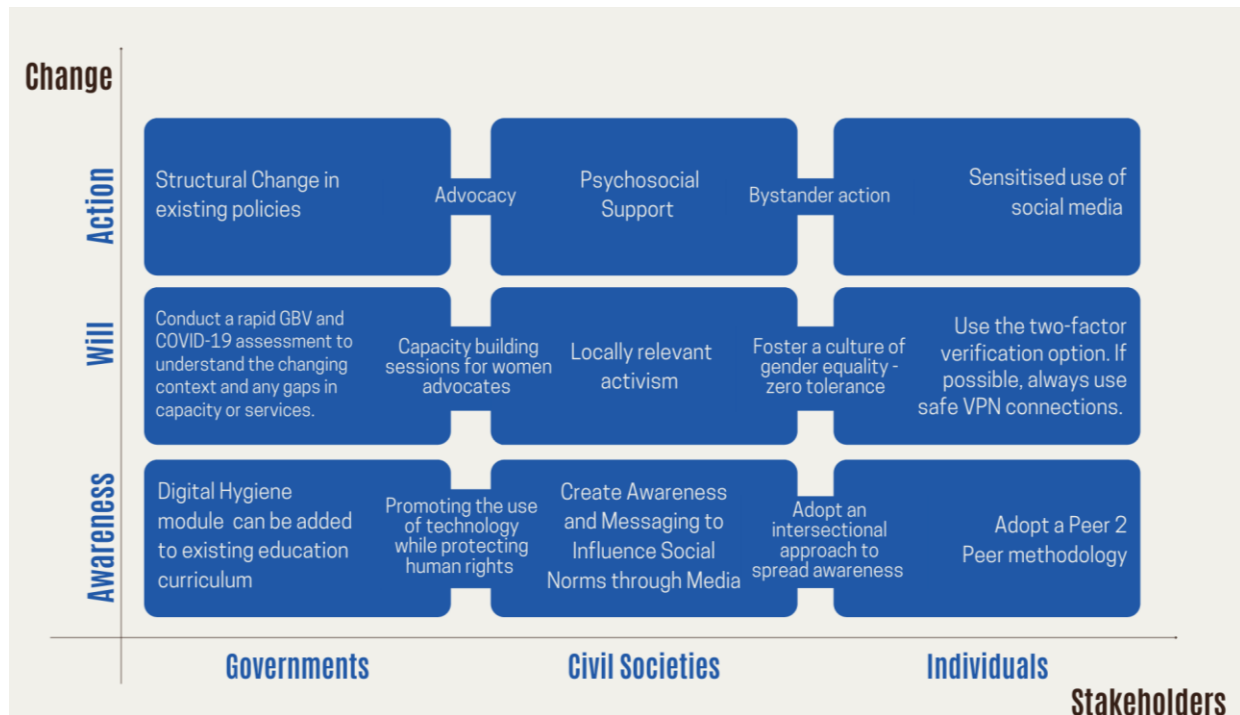 Change
Action
Structural Change in
existing policies
Advocacy
Psychosocial
Support
Bystander action
Sensitised use of
social media
Will
Conduct a rapid GBV and
COVID-19 assessment to
understand the changing
context and any gaps in
capacity or services.
Capacity building
sessions for women
advocates
Locally relevant
activism
Foster a culture of
gender equality -
zero tolerance
Use the two-factor
verification option. If
possible, always use
safe VPN connections.
Awareness
Digital Hygiene
module can be added
to existing education
curriculum
Promoting the use
of technology
while protecting
human rights
Create Awareness
and Messaging to
Influence Social
Norms through Media
Adopt an
intersectional
approach to
spread awareness
Adopt a Peer 2
Peer methodology
Governments
Civil Societies
Individuals
Stakeholders